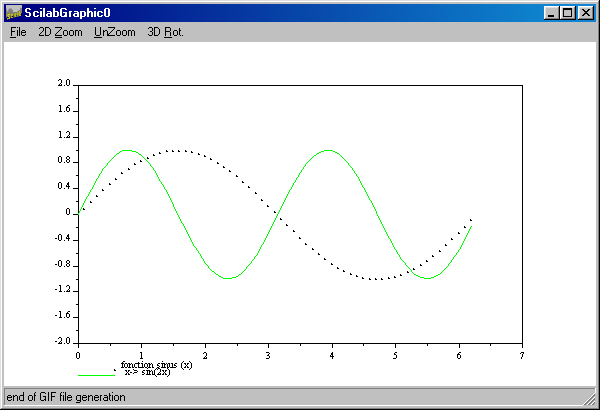 ScilabGraphic0
File 2D Zoom UnZoom 3D Rot.
2.0
1.6
1.2
0.8
0.4
0
-0.4
-0.8
-1.2
-1.6
-2.0
0 1 2 3 4 5 6 7
fonction sinus (x)
x-> sin(2x)
end of GIF file generation